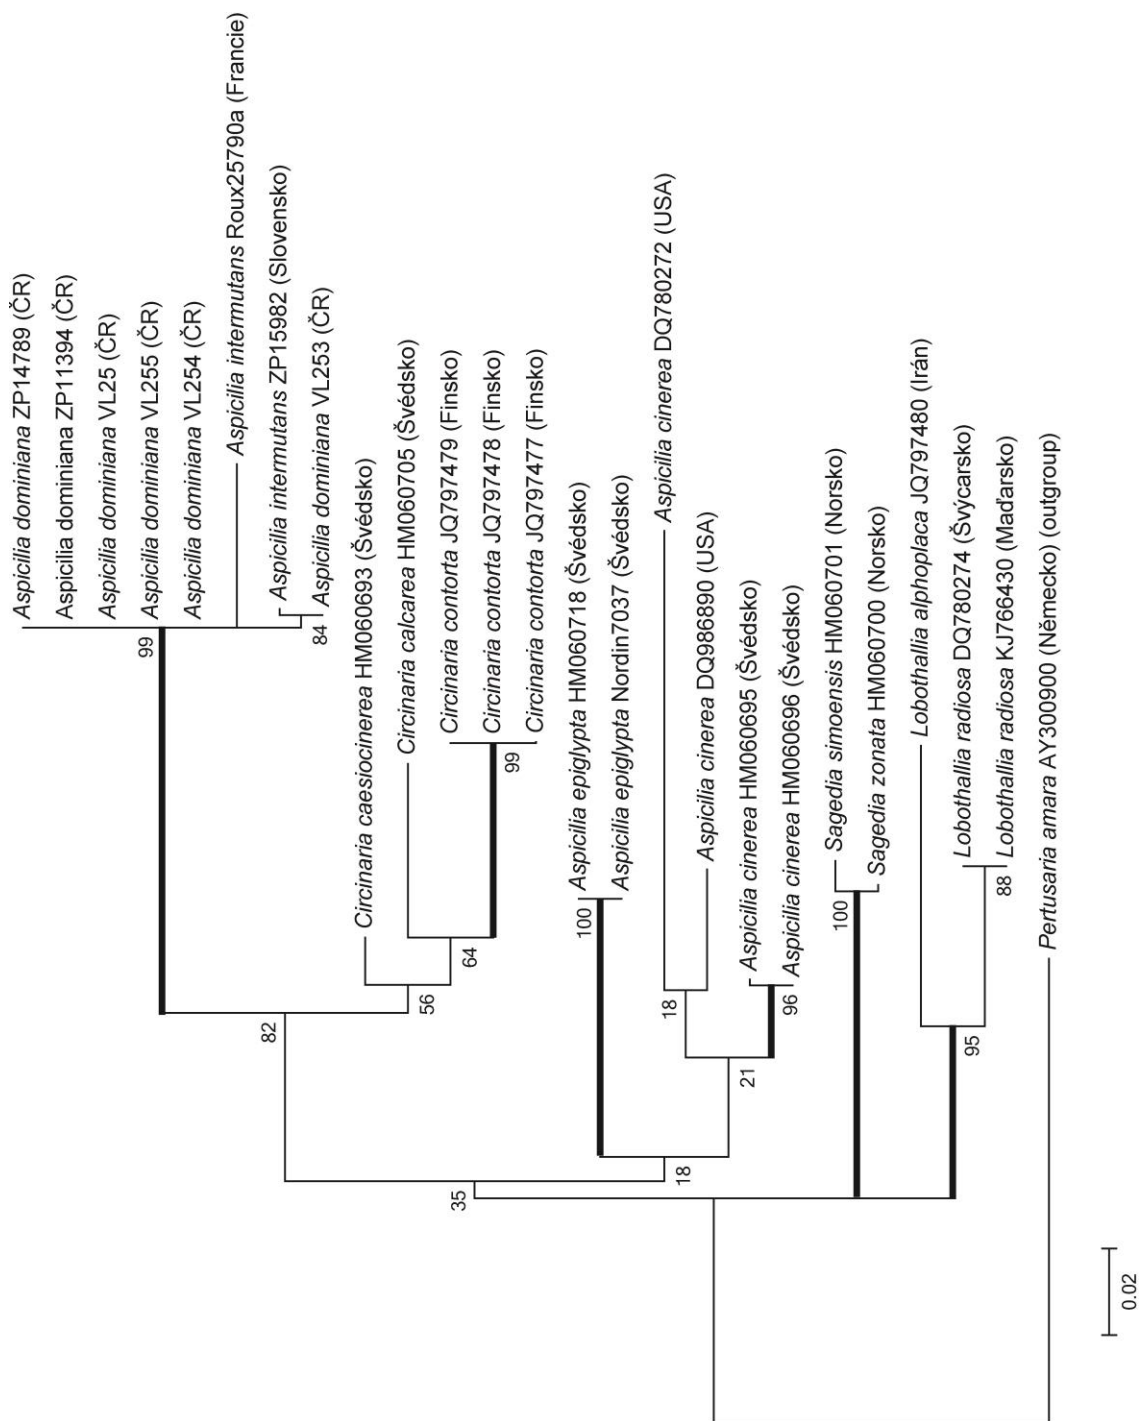 Aspicilia dominiana ZP14789 (ČR)
Aspicilia dominiana ZP11394 (ČR)
Aspicilia dominiana VL25 (ČR)
Aspicilia dominiana VL255 (ČR)
Aspicilia dominiana VL254 (ČR)
Aspicilia intermutans Roux25790a (Francie)
Aspicilia intermutans ZP15982 (Slovensko)
Aspicilia dominiana VL253 (ČR)
Circinaria caesiocinerea HM060693 (Švédsko)
Circinaria calcarea HM060705 (Švédsko)
Circinaria contorta JQ797479 (Finsko)
Circinaria contorta JQ797478 (Finsko)
Circinaria contorta JQ797477 (Finsko)
Aspicilia epiglypta HM060718 (Švédsko)
Aspicilia epiglypta Nordin7037 (Švédsko)
Aspicilia cinerea DQ780272 (USA)
Aspicilia cinerea DQ986890 (USA)
Aspicilia cinerea HM060695 (Švédsko)
Aspicilia cinerea HM060696 (Švédsko)
Sagedia simoensis HM060701 (Norsko)
Sagedia zonata HM060700 (Norsko)
Lobothallia alphoplaca JQ797480 (Irán)
Lobothallia radiosa DQ780274 (Švýcarsko)
Lobothallia radiosa KJ766430 (Maďarsko)
Pertusaria amara AY300900 (Německo) (outgroup)
99
84
82
56
64
99
35
100
18
18
21
96
100
95
88
0.02